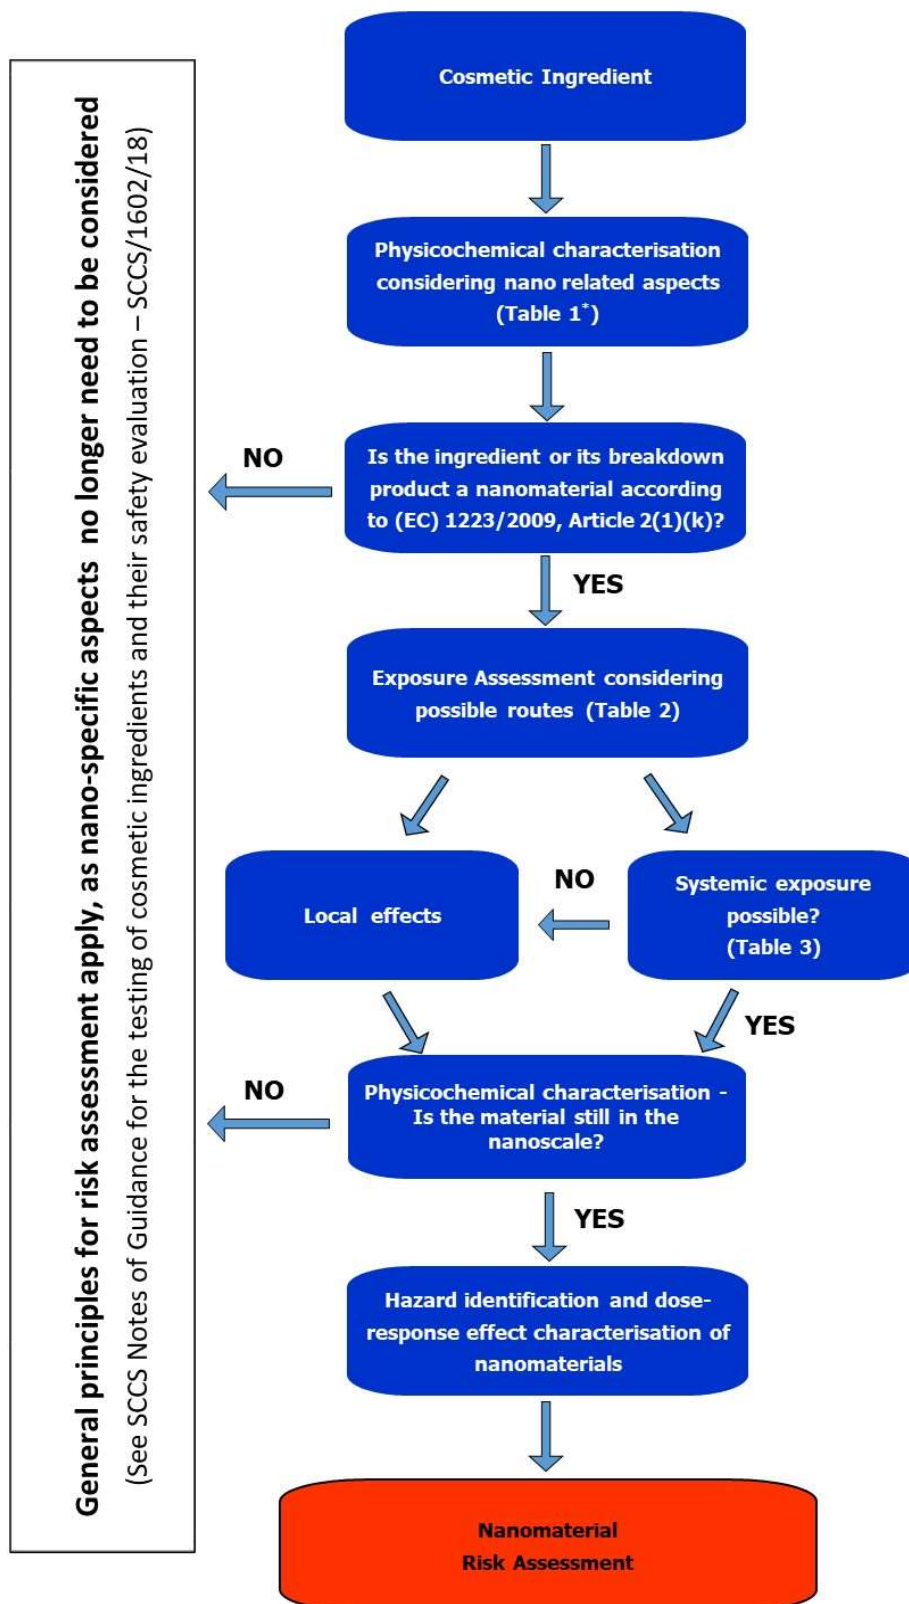 General principles for risk assessment apply, as nano-specific aspects no longer need to be considered
(See SCCS Notes of Guidance for the testing of cosmetic ingredients and their safety evaluation – SCCS/1602/18)
Cosmetic Ingredient
Physicochemical characterisation
considering nano related aspects
(Table 1*)
Is the ingredient or its breakdown
product a nanomaterial according
to (EC) 1223/2009, Article 2(1)(k)?
NO
YES
Exposure Assessment considering
possible routes (Table 2)
Local effects
NO
Systemic exposure
possible?
(Table 3)
YES
Physicochemical characterisation -
Is the material still in the
nanoscale?
NO
YES
Hazard identification and dose-
response effect characterisation of
nanomaterials
Nanomaterial
Risk Assessment